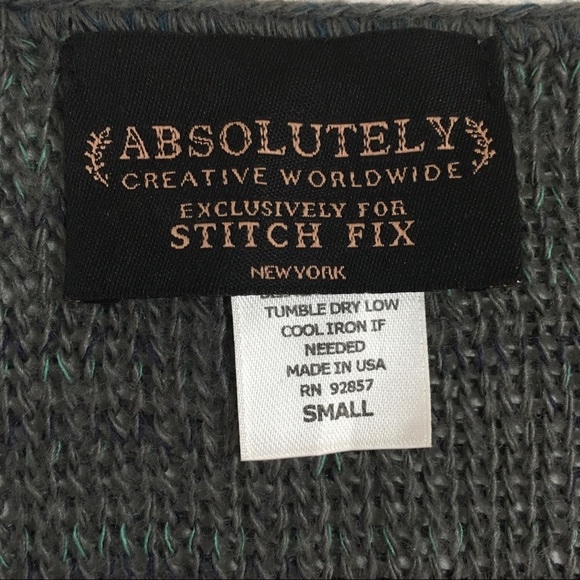 ABSOLUTELY
CREATIVE WORLDWIDE
EXCLUSIVELY FOR
STITCH FIX
NEW YORK
TUMBLE DRY LOW
COOL IRON IF
NEEDED
MADE IN USA
RN 92857
SMALL